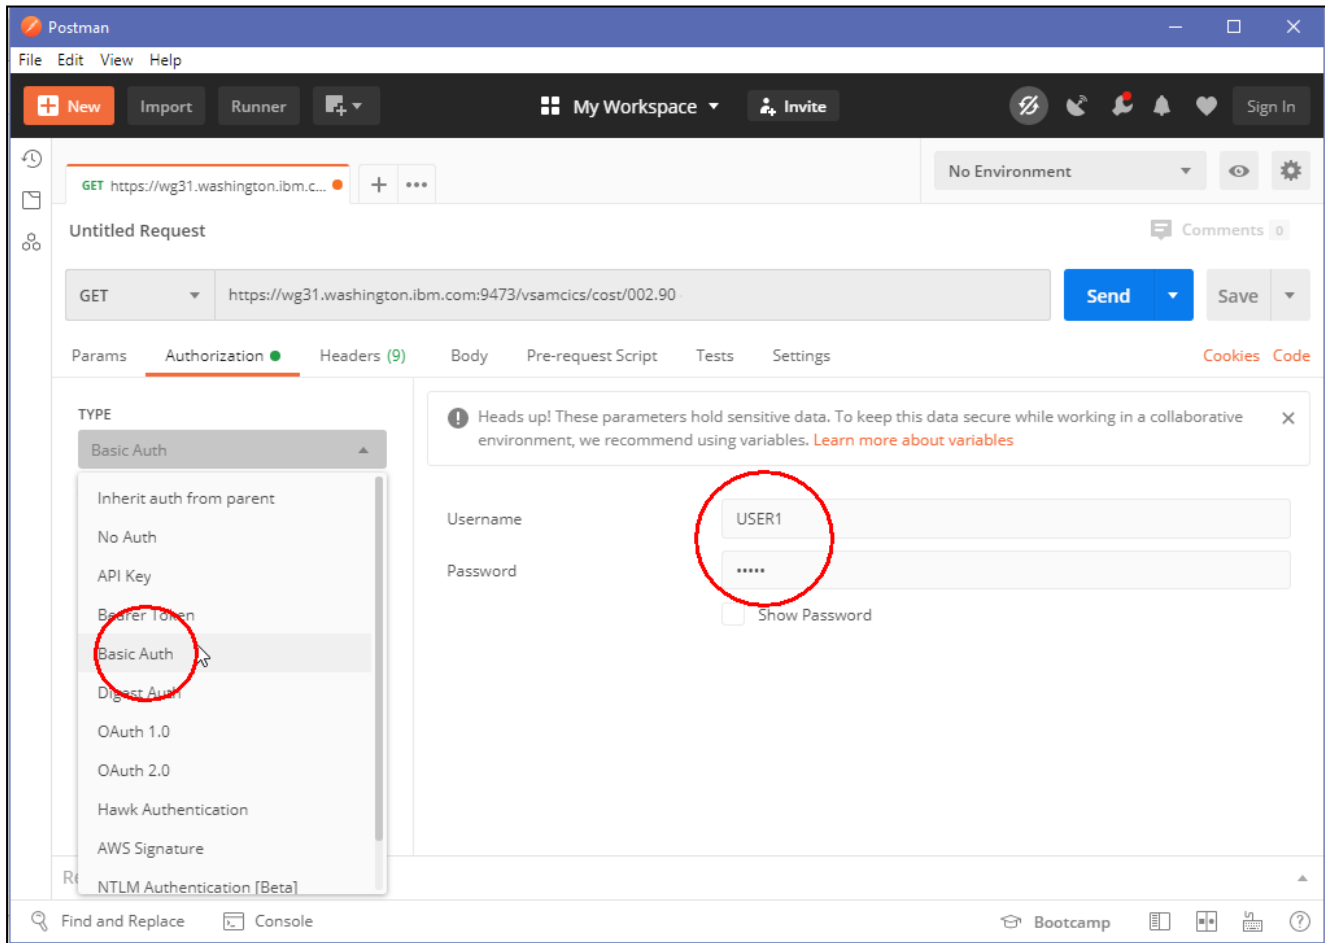 Postman
File Edit View Help
New Import Runner My Workspace Invite Sign In
GET https://wg31.washington.ibm.c...
No Environment
Untitled Request
Comments 0
GET https://wg31.washington.ibm.com:9473/vsamcics/cost/002.90 Send Save
Params Authorization Headers (9) Body Pre-request Script Tests Settings Cookies Code
TYPE
Basic Auth
Inherit auth from parent
No Auth
API Key
Bearer Token
Basic Auth
Digest Auth
OAuth 1.0
OAuth 2.0
Hawk Authentication
AWS Signature
NTLM Authentication [Beta]
Heads up! These parameters hold sensitive data. To keep this data secure while working in a collaborative
environment, we recommend using variables. Learn more about variables
Username USER1
Password •••••
Show Password
Find and Replace Console Bootcamp